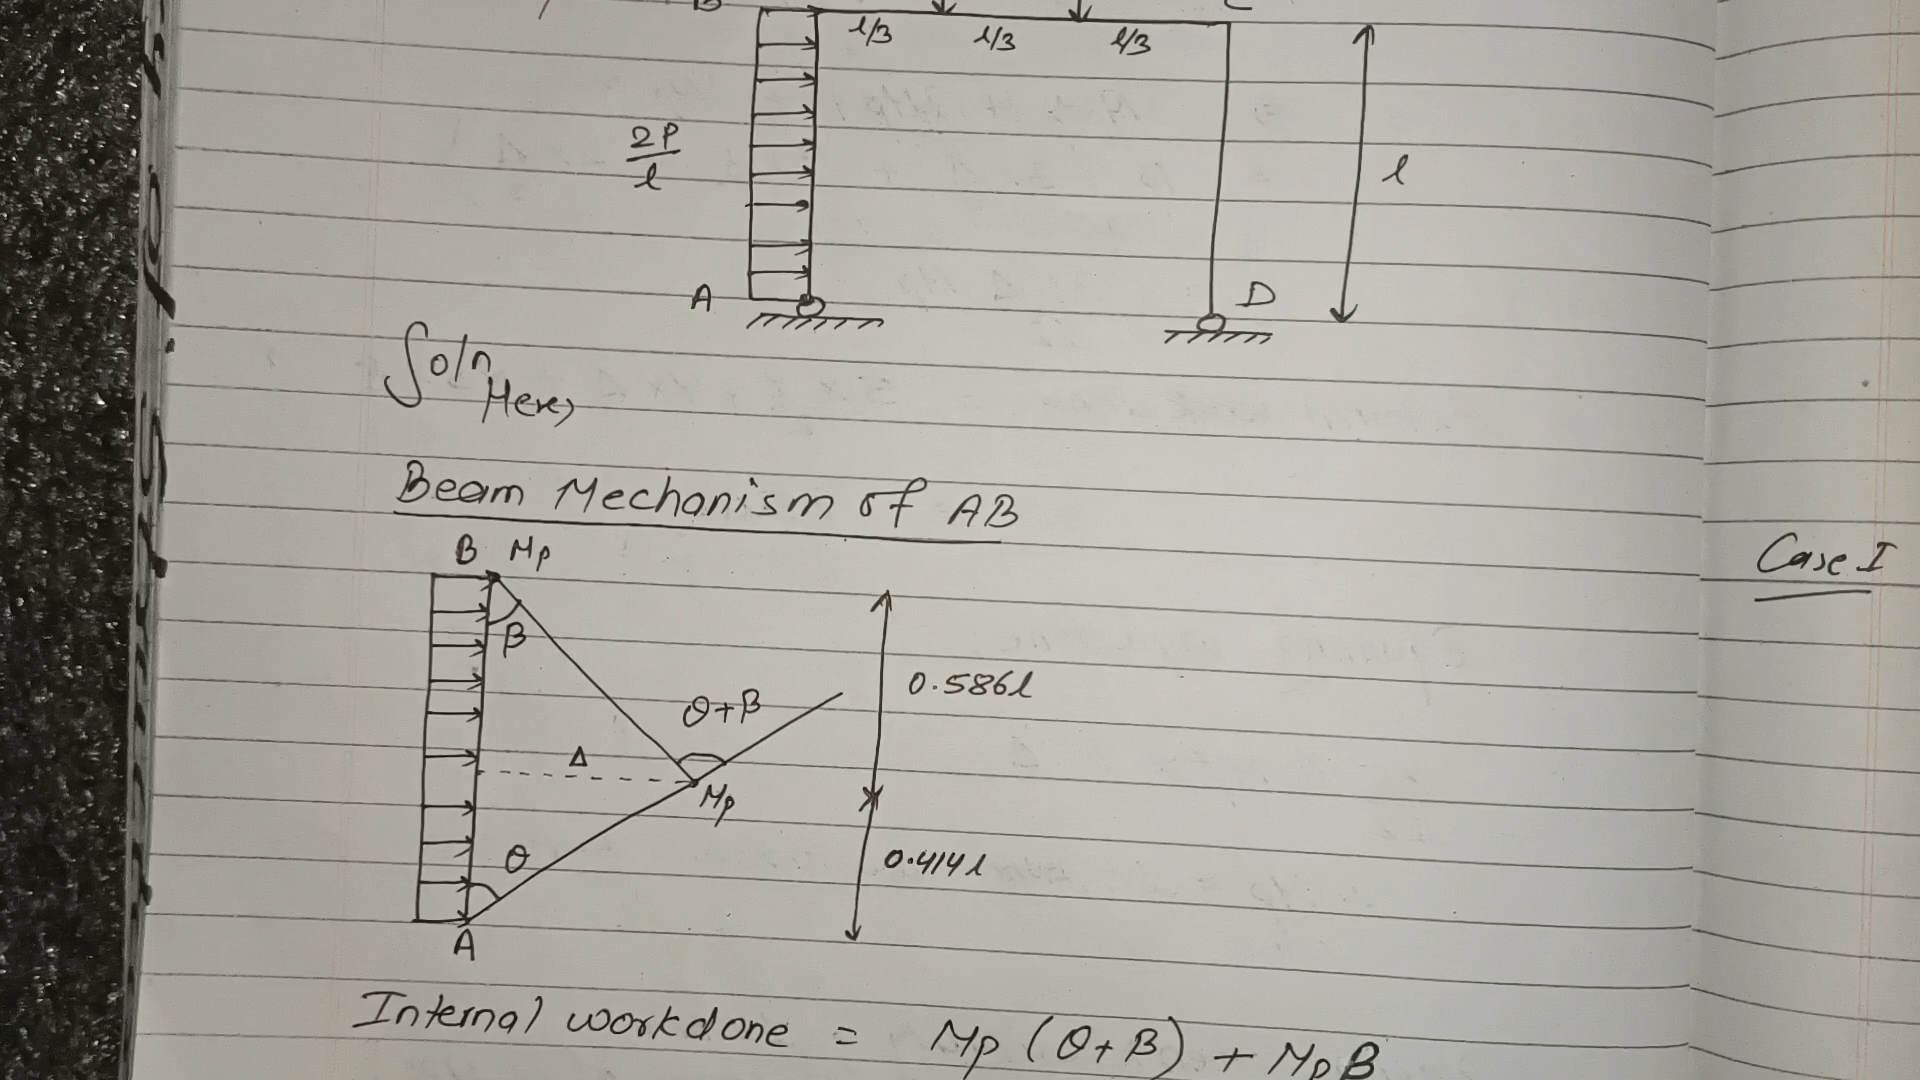 l/3 l/3 l/3
2P
l
l
A
D
Soln
Here,
Beam Mechanism of AB
B Mp
Case I
β
0.586l
θ+β
Δ
Mp
θ
0.414l
A
Internal workdone = Mp (θ+β) + Mpβ